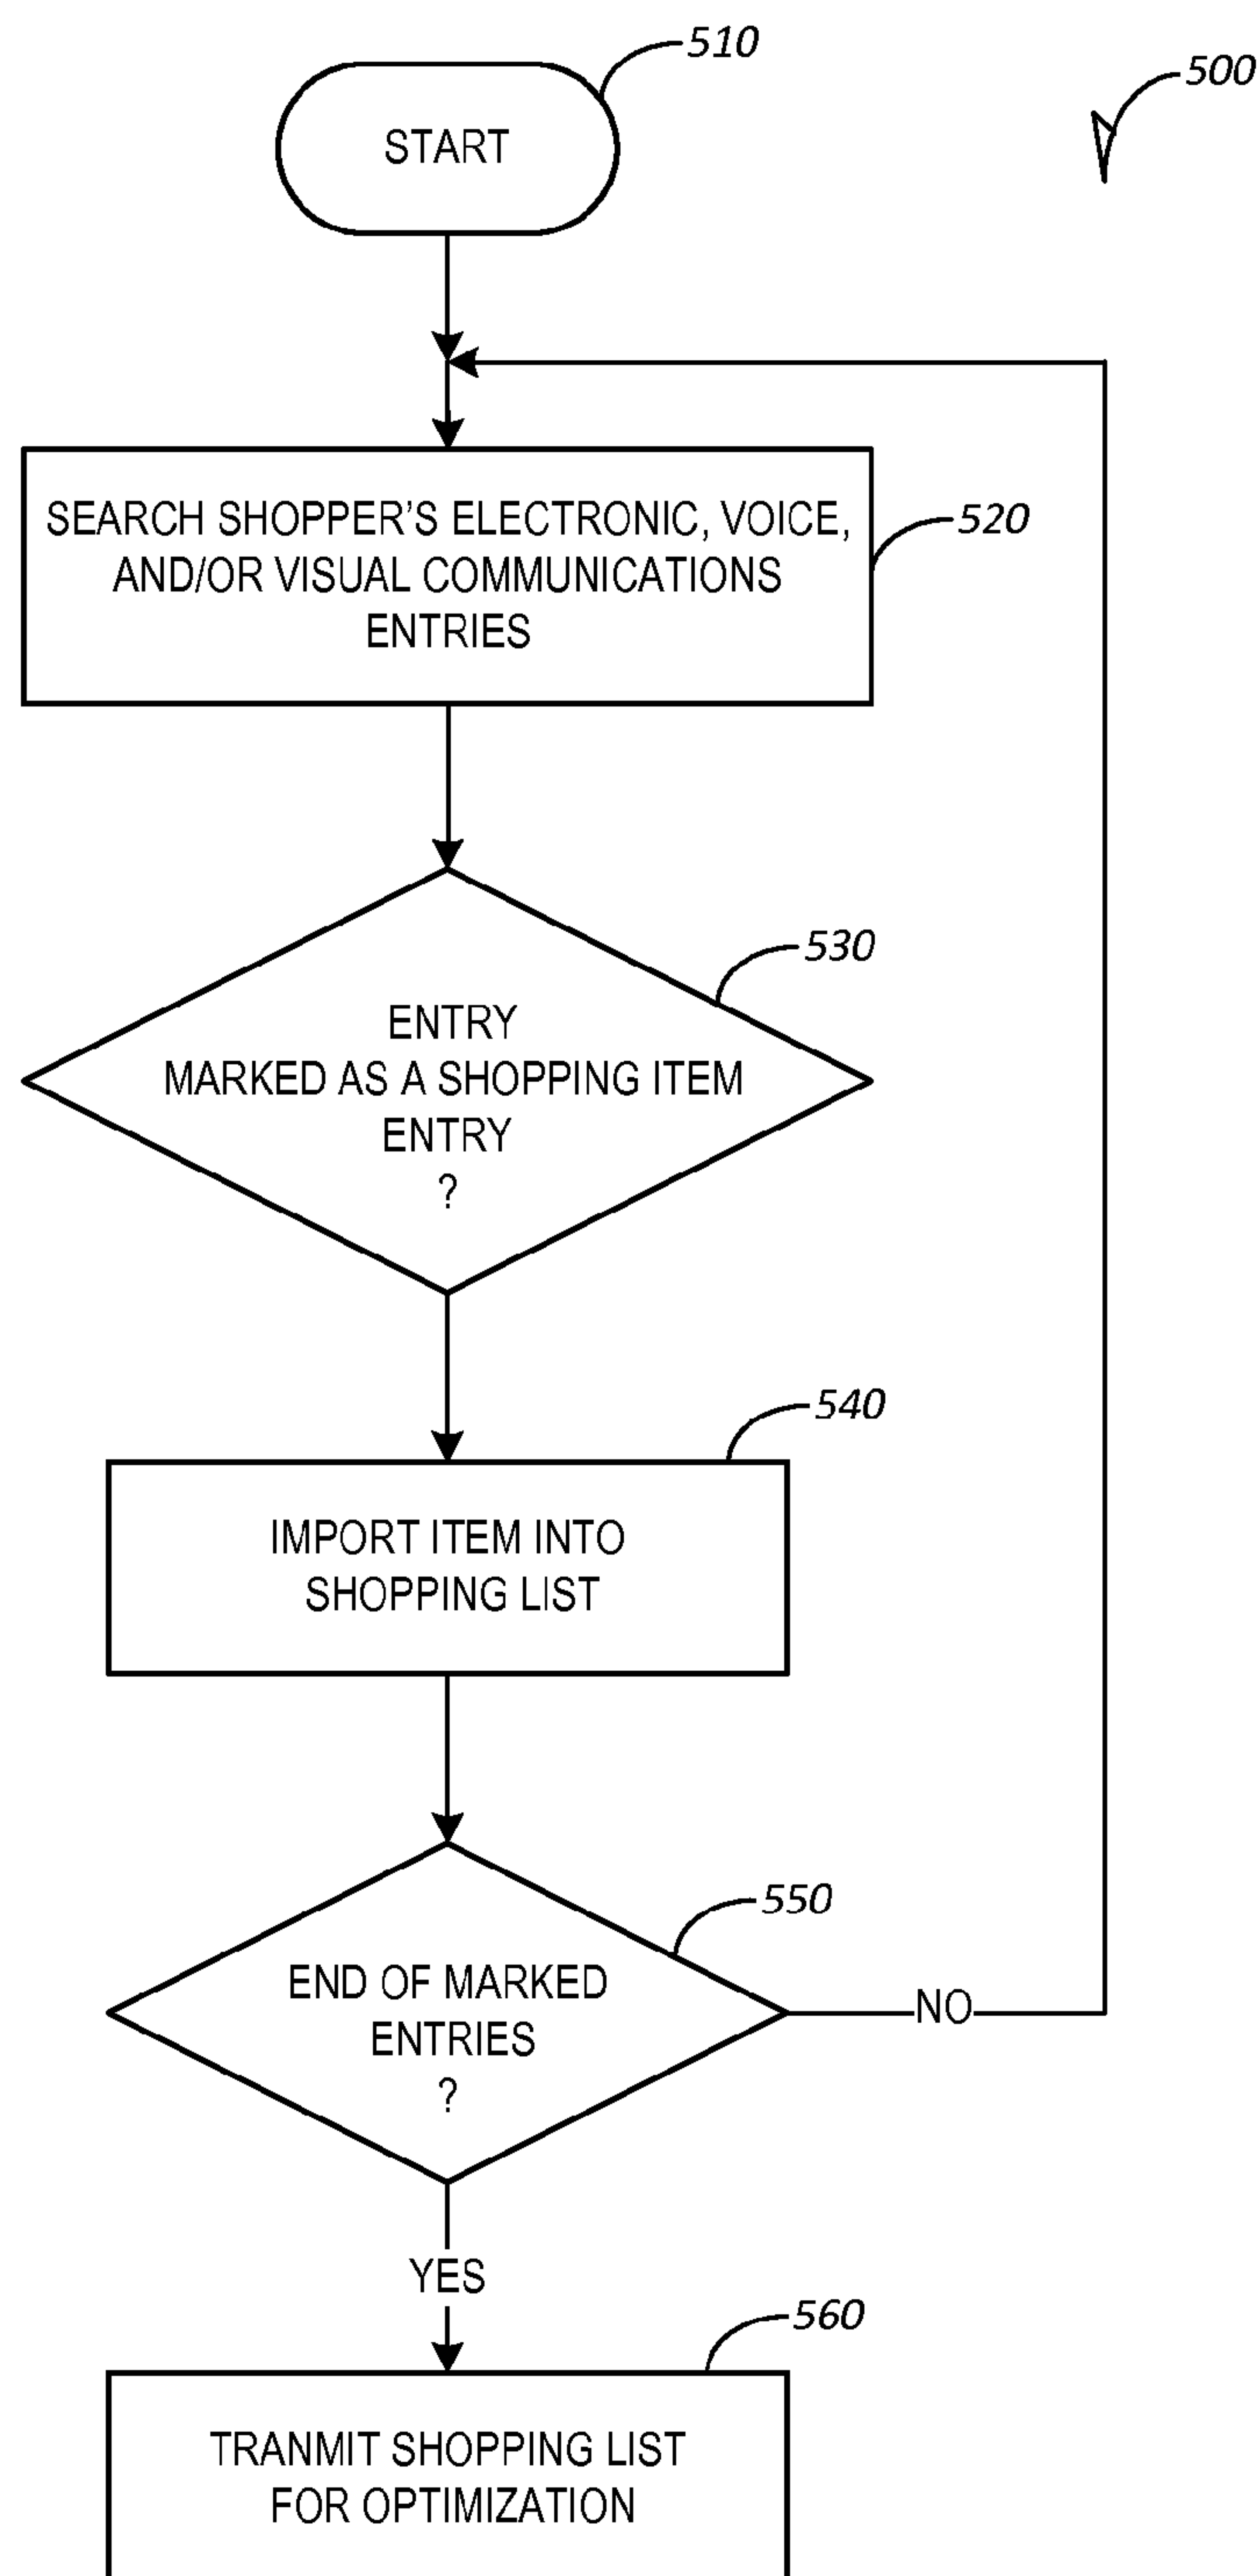 510
500
START
SEARCH SHOPPER'S ELECTRONIC, VOICE,
AND/OR VISUAL COMMUNICATIONS
ENTRIES
520
530
ENTRY
MARKED AS A SHOPPING ITEM
ENTRY
?
540
IMPORT ITEM INTO
SHOPPING LIST
550
END OF MARKED
ENTRIES
?
NO
YES
560
TRANMIT SHOPPING LIST
FOR OPTIMIZATION